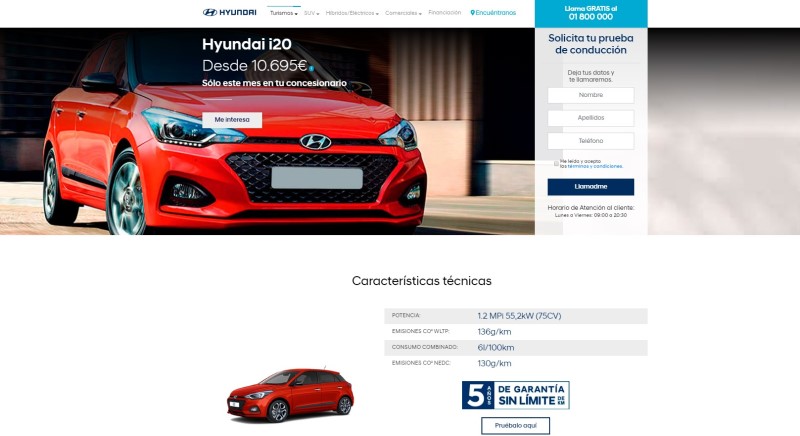 HYUNDAI
Turismos
SUV
Híbridos/Eléctricos
Comerciales
Financiación
Encuéntranos
Llama GRATIS al
01 800 000
Hyundai i20
Desde 10.695€
Sólo este mes en tu concesionario
Me interesa
Solicita tu prueba
de conducción
Deja tus datos y
te llamaremos.
Nombre
Apellidos
Teléfono
He leído y acepto
los términos y condiciones.
Llamadme
Horario de Atención al cliente:
Lunes a Viernes: 09:00 a 20:30
Características técnicas
POTENCIA: 1.2 MPi 55,2kW (75CV)
EMISIONES CO² WLTP: 136g/km
CONSUMO COMBINADO: 6l/100km
EMISIONES CO² NEDC: 130g/km
5 AÑOS DE GARANTÍA
SIN LÍMITE DE KM
Pruébalo aquí